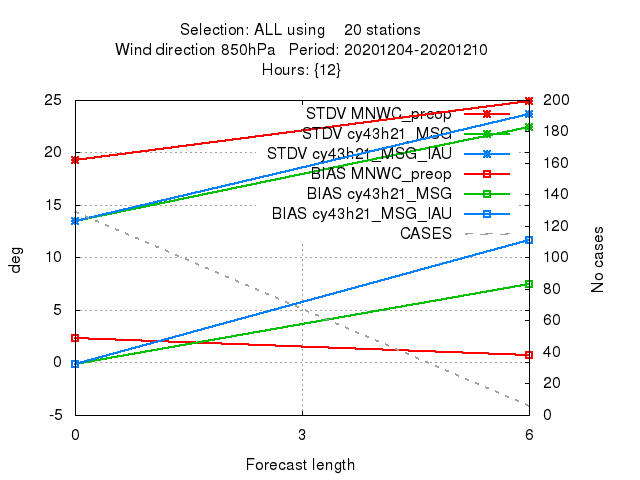 Selection: ALL using 20 stations
Wind direction 850hPa Period: 20201204-20201210
Hours: {12}
25 200
STDV MNWC_preop
180
STDV cy43h21_MSG
20
STDV cy43h21_MSG_IAU
160
BIAS MNWC_preop
140
BIAS cy43h21_MSG
15
BIAS cy43h21_MSG_IAU
120
CASES
10 100
deg
No cases
80
5
60
40
0
20
-5 0
0 3 6
Forecast length